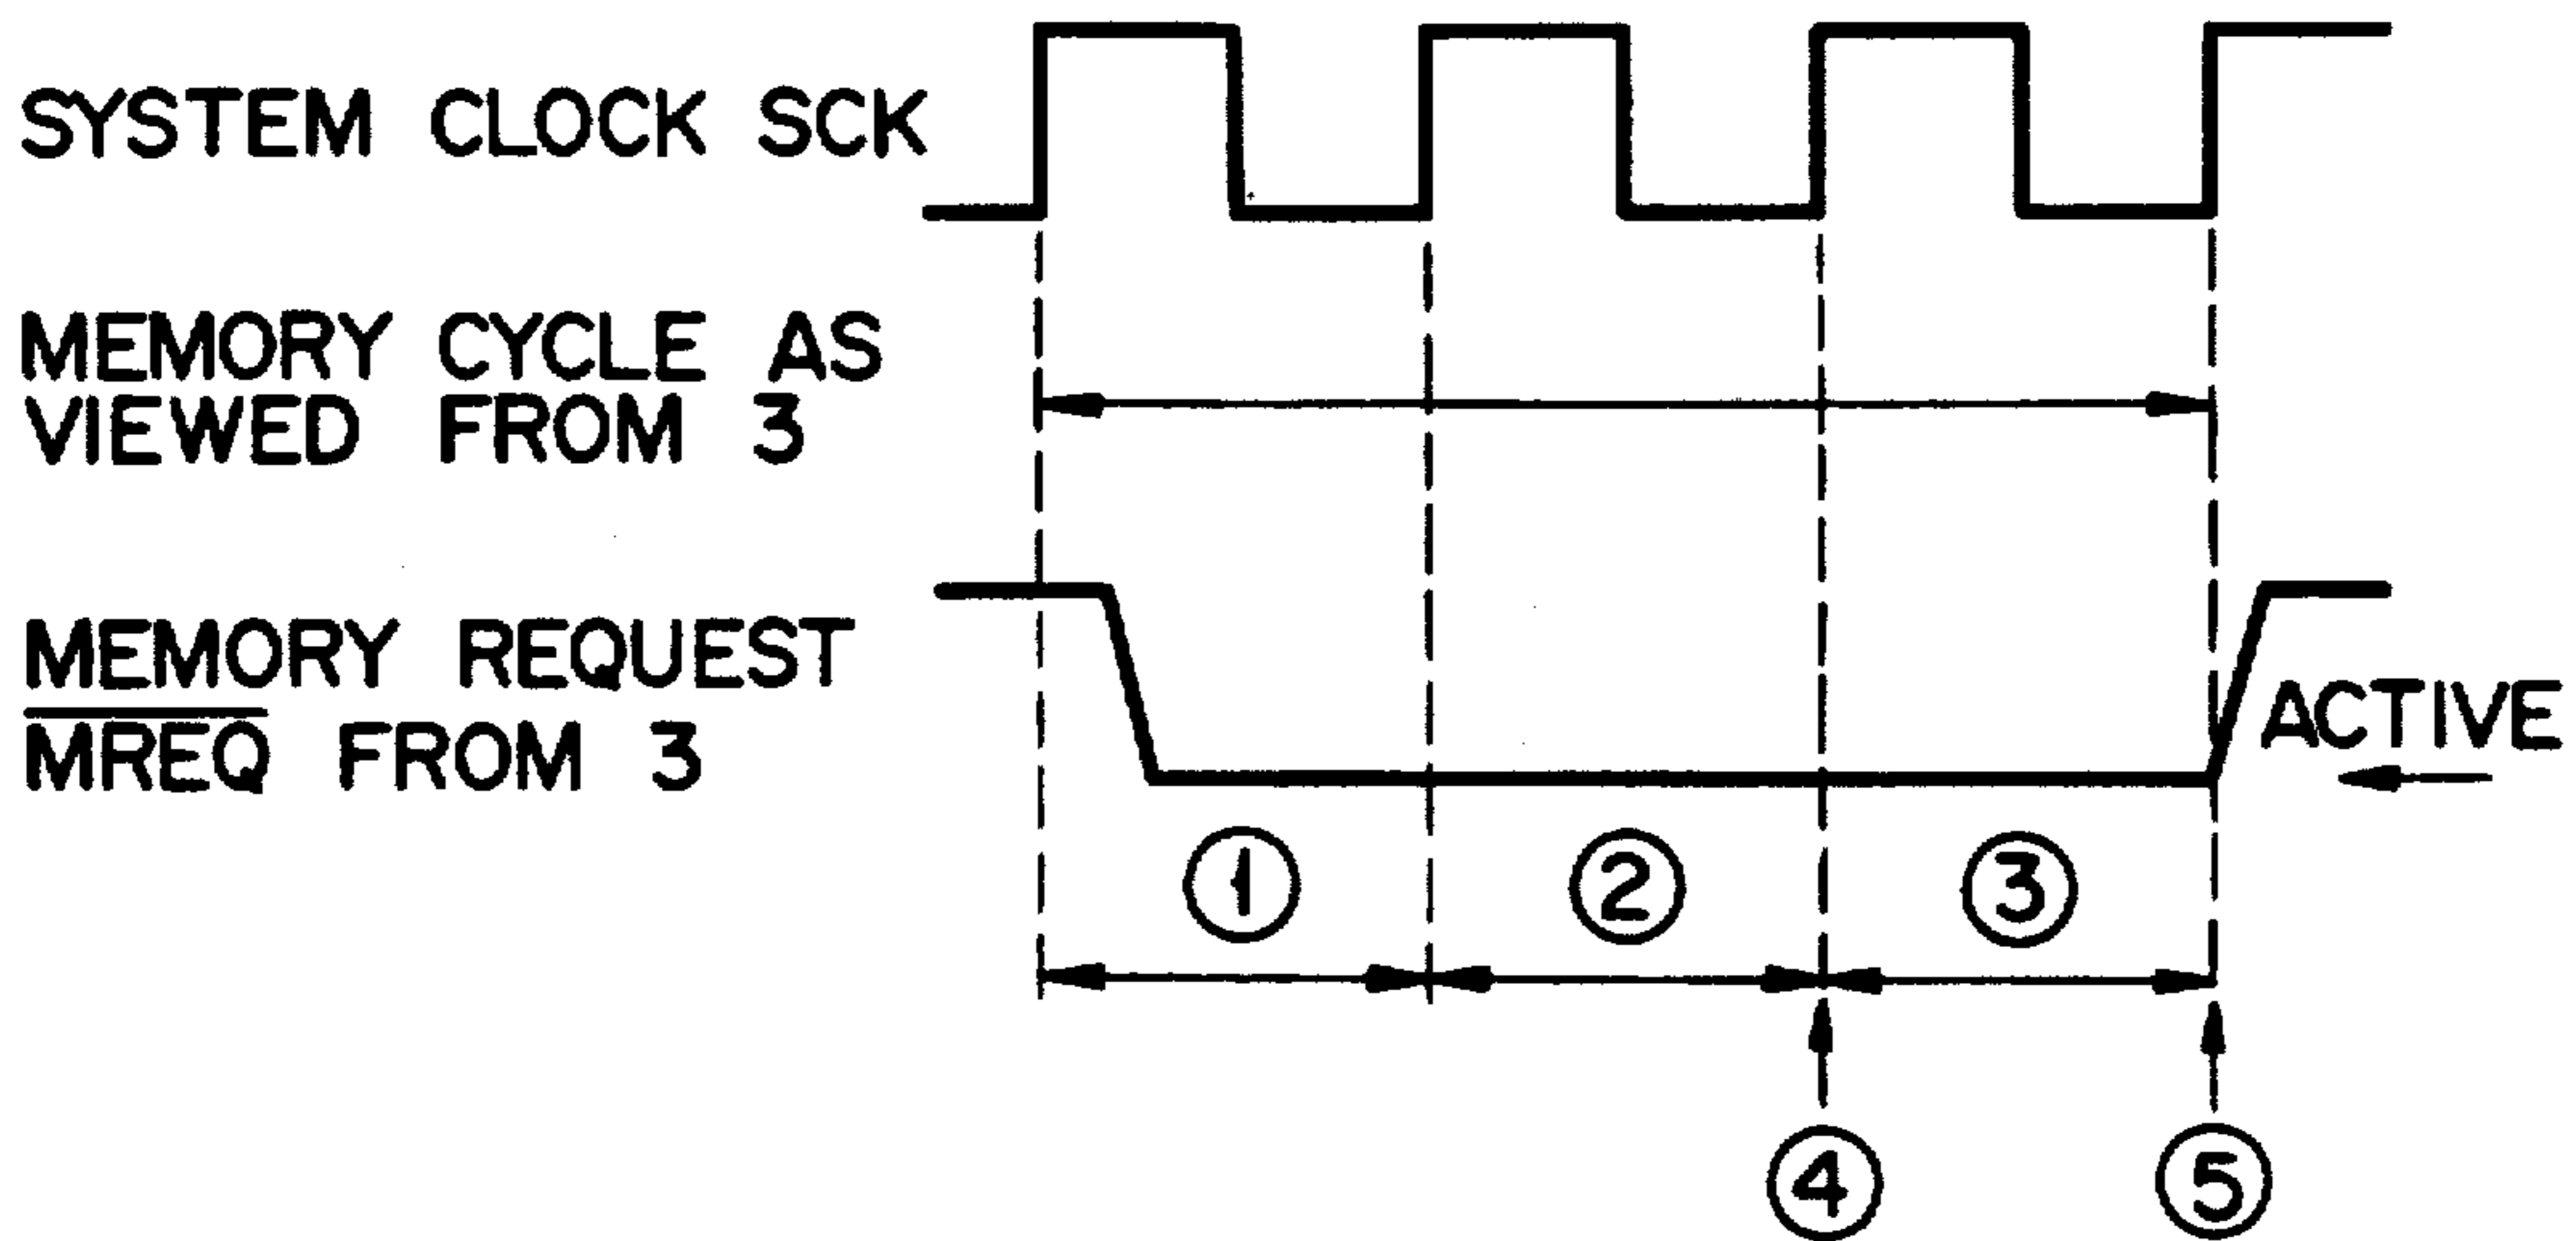 SYSTEM CLOCK SCK
MEMORY CYCLE AS
VIEWED FROM 3
MEMORY REQUEST
M̅R̅E̅Q̅ FROM 3
ACTIVE
①
②
③
④
⑤